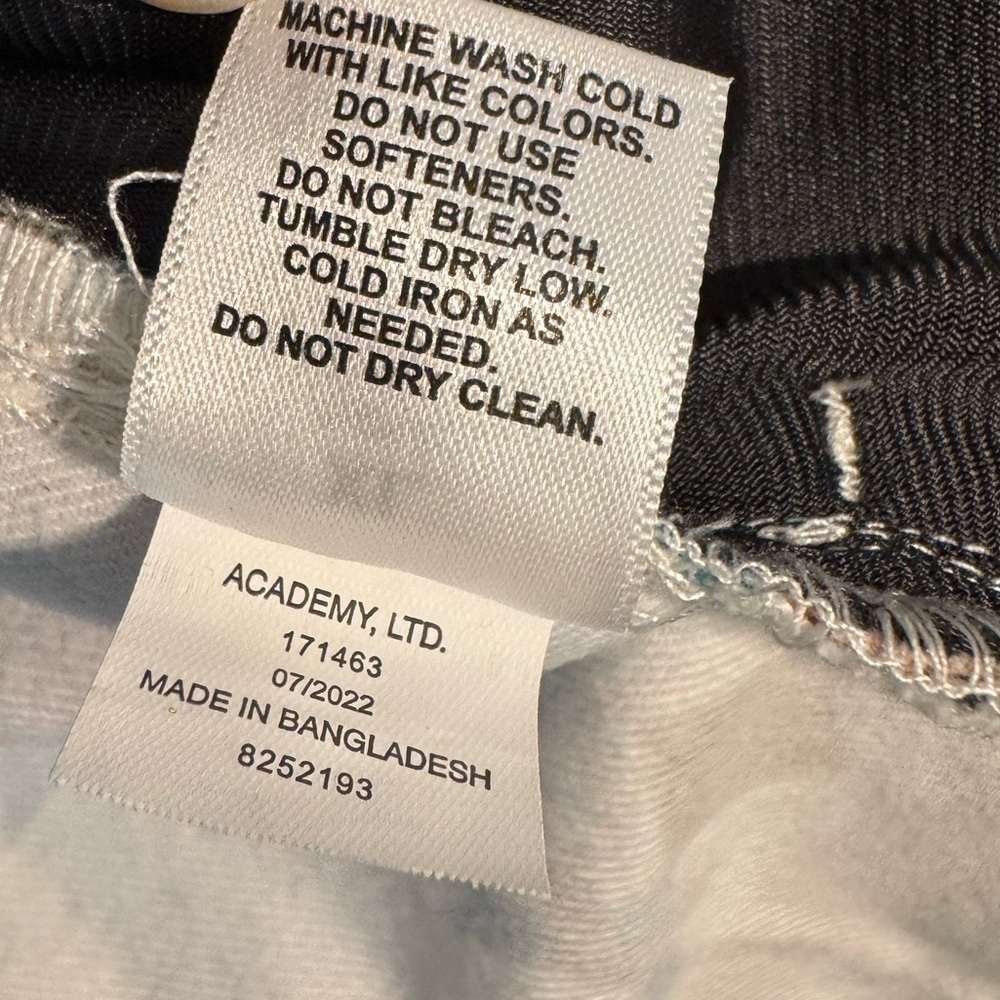 MACHINE WASH COLD
WITH LIKE COLORS.
DO NOT USE
SOFTENERS.
DO NOT BLEACH.
TUMBLE DRY LOW.
COLD IRON AS
NEEDED.
DO NOT DRY CLEAN.
ACADEMY, LTD.
171463
07/2022
MADE IN BANGLADESH
8252193